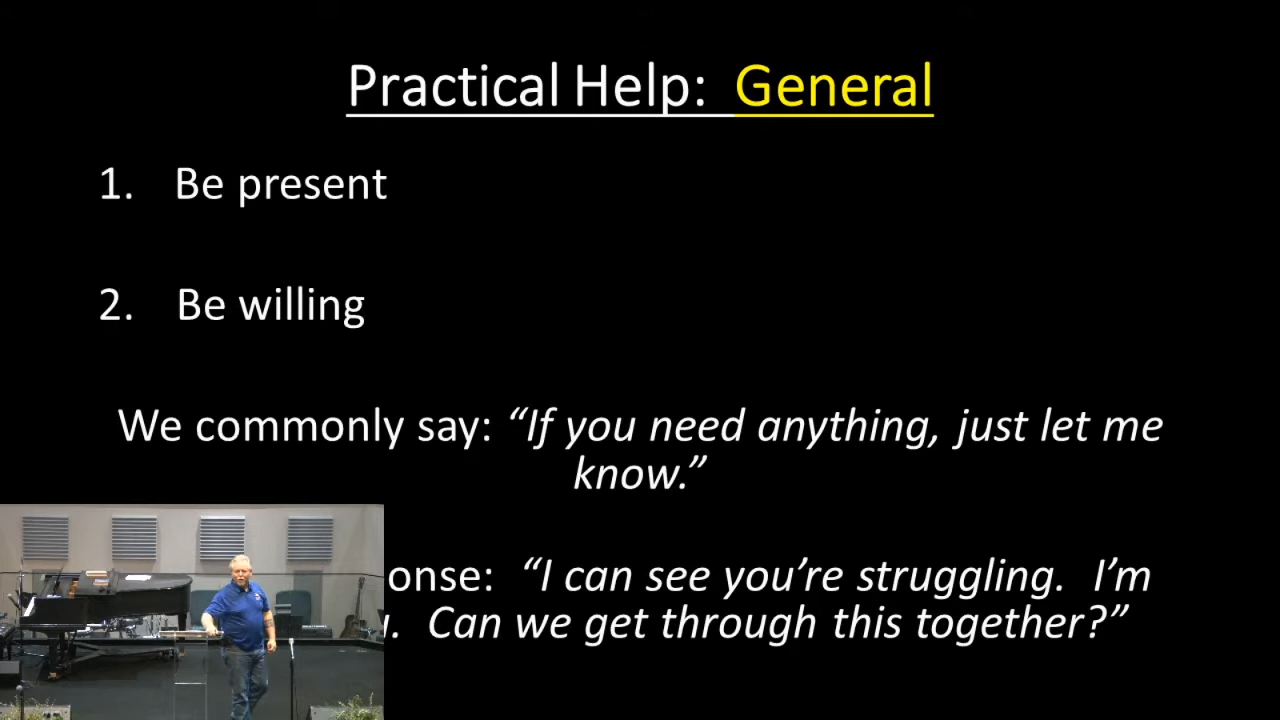 Practical Help: General
1. Be present
2. Be willing
We commonly say: “If you need anything, just let me
know.”
“I can see you’re struggling. I’m
Can we get through this together?”